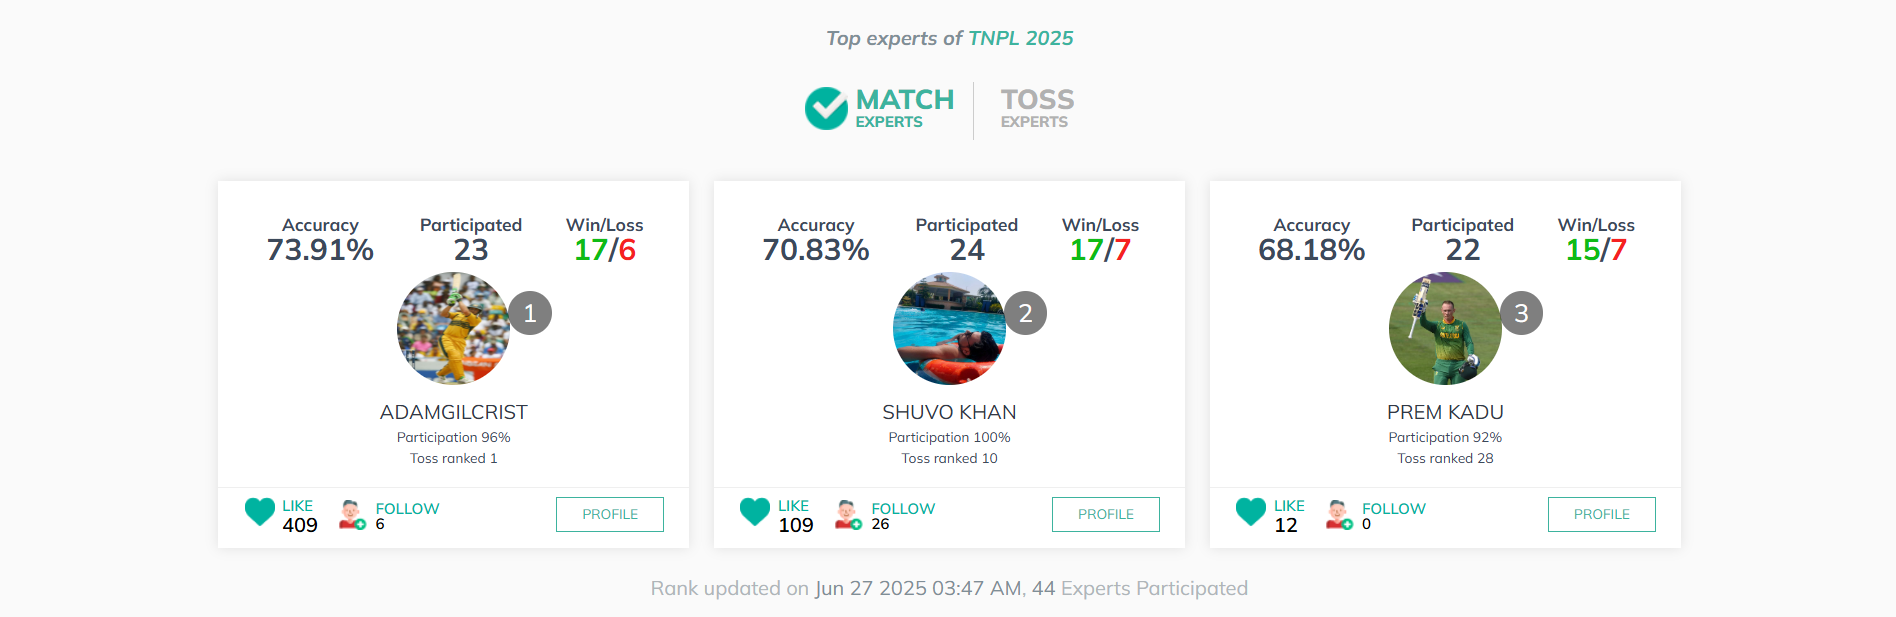 Top experts of TNPL 2025
MATCH
EXPERTS
TOSS
EXPERTS
Accuracy
73.91%
Participated
23
Win/Loss
17/6
1
ADAMGILCRIST
Participation 96%
Toss ranked 1
LIKE
409
FOLLOW
6
PROFILE
Accuracy
70.83%
Participated
24
Win/Loss
17/7
2
SHUVO KHAN
Participation 100%
Toss ranked 10
LIKE
109
FOLLOW
26
PROFILE
Accuracy
68.18%
Participated
22
Win/Loss
15/7
3
PREM KADU
Participation 92%
Toss ranked 28
LIKE
12
FOLLOW
0
PROFILE
Rank updated on Jun 27 2025 03:47 AM, 44 Experts Participated